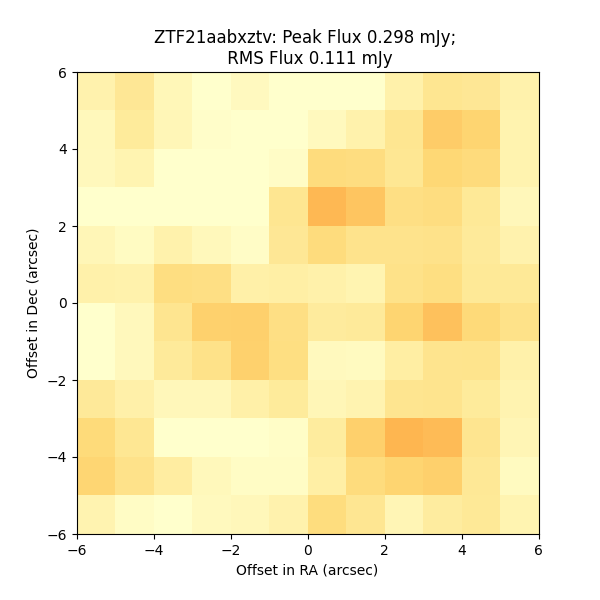 ZTF21aabxztv: Peak Flux 0.298 mJy;
RMS Flux 0.111 mJy
6
4
2
0
−2
−4
−6
Offset in Dec (arcsec)
−6 −4 −2 0 2 4 6
Offset in RA (arcsec)